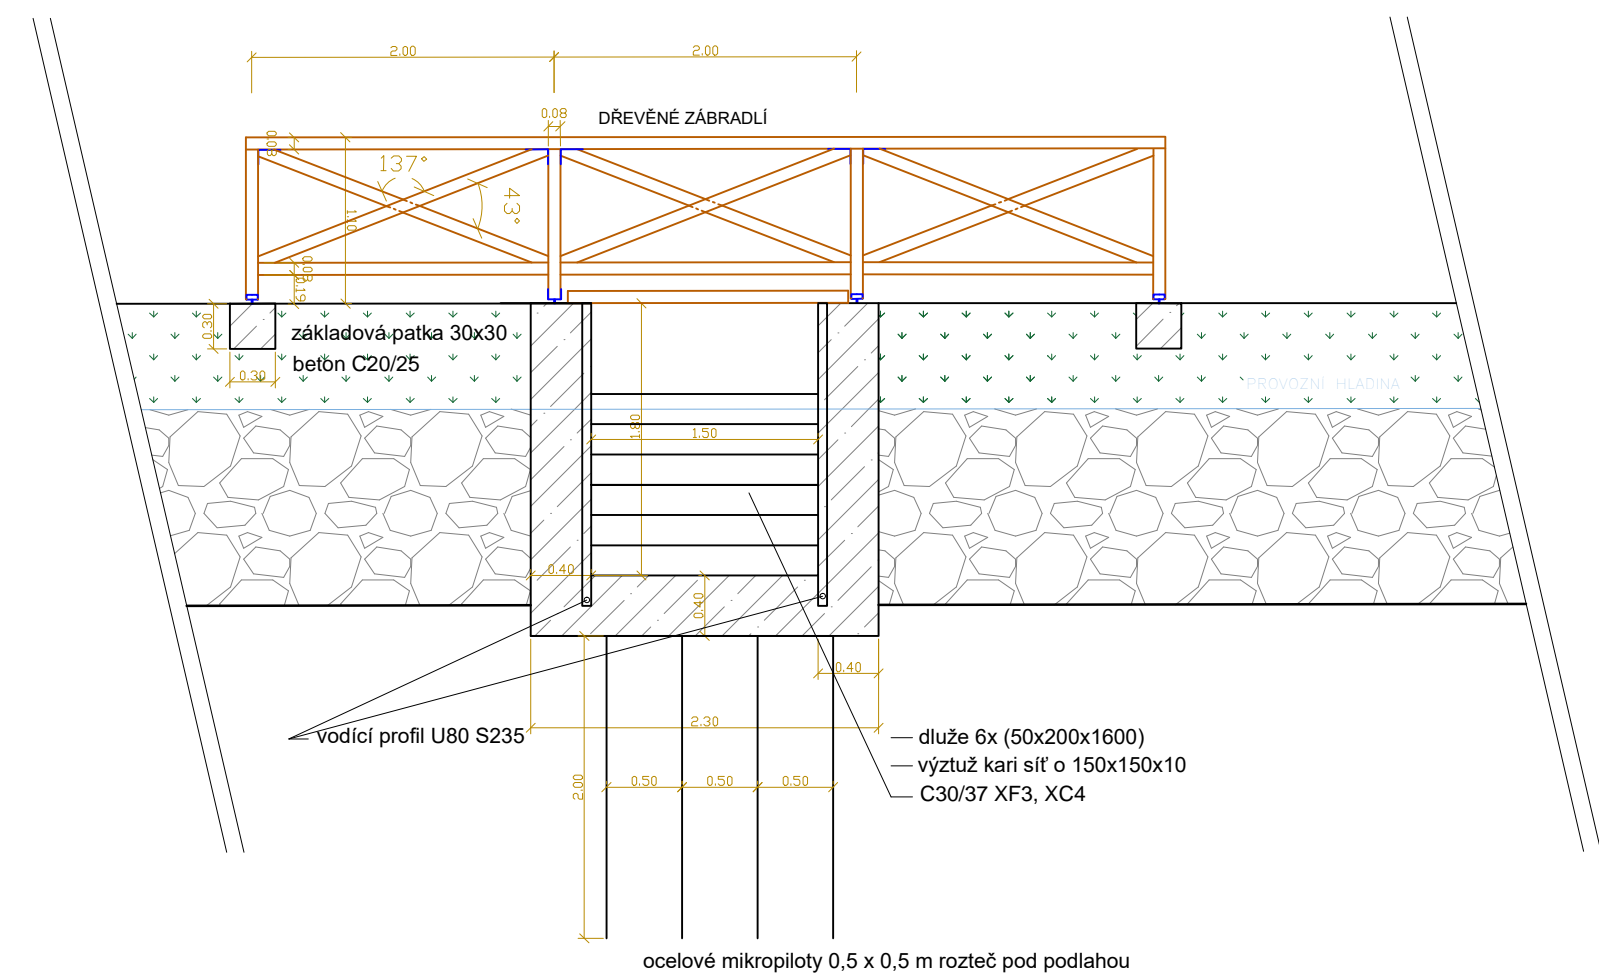 2.00
2.00
0.08
DŘEVĚNÉ ZÁBRADLÍ
0.08
137°
43°
1.10
0.08
0.19
0.30
základová patka 30x30
beton C20/25
0.30
PROVOZNÍ HLADINA
1.80
1.50
0.40
0.40
0.40
vodící profil U80 S235
2.30
dluže 6x (50x200x1600)
výztuž kari síť o 150x150x10
C30/37 XF3, XC4
2.00
0.50
0.50
0.50
ocelové mikropiloty 0,5 x 0,5 m rozteč pod podlahou